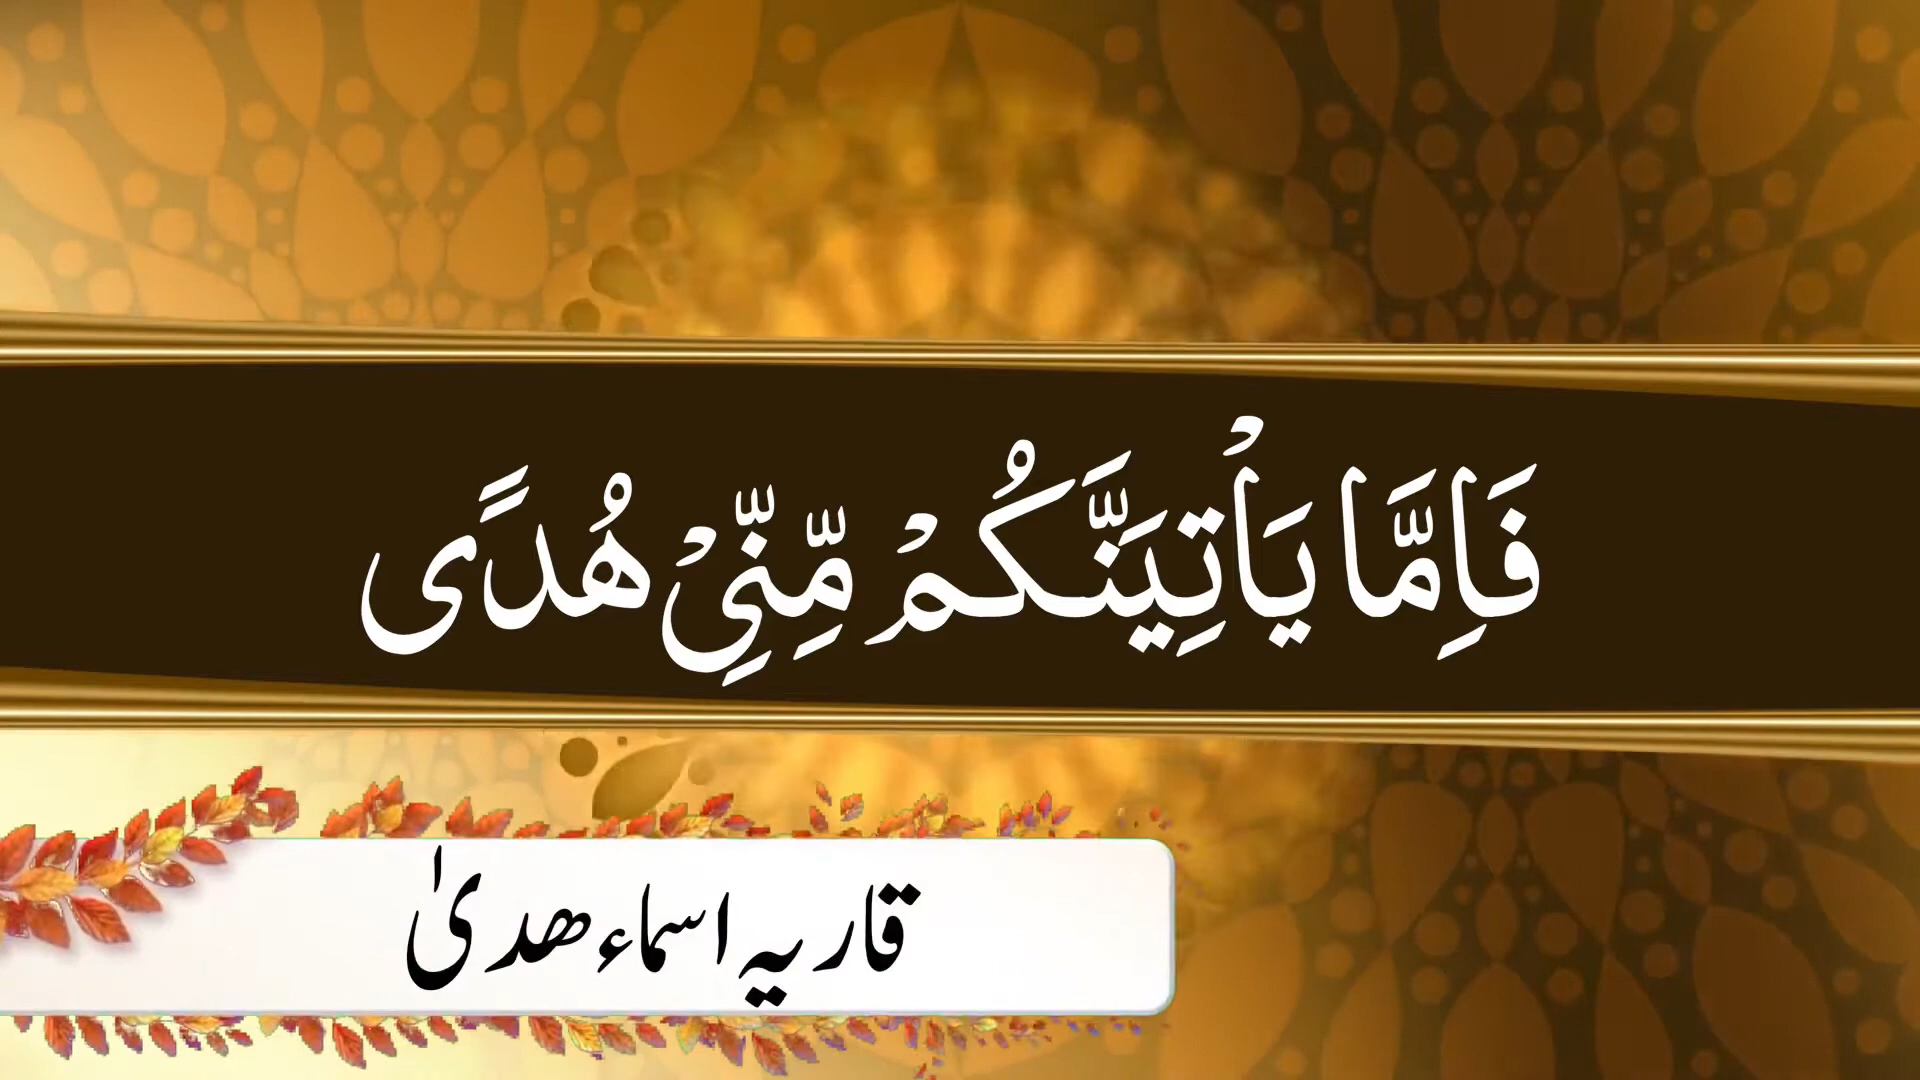 فَاِمَّا يَاْتِيَنَّكُمْ مِّنِّيْ هُدًى
قاریہ اسماء ھدیٰ